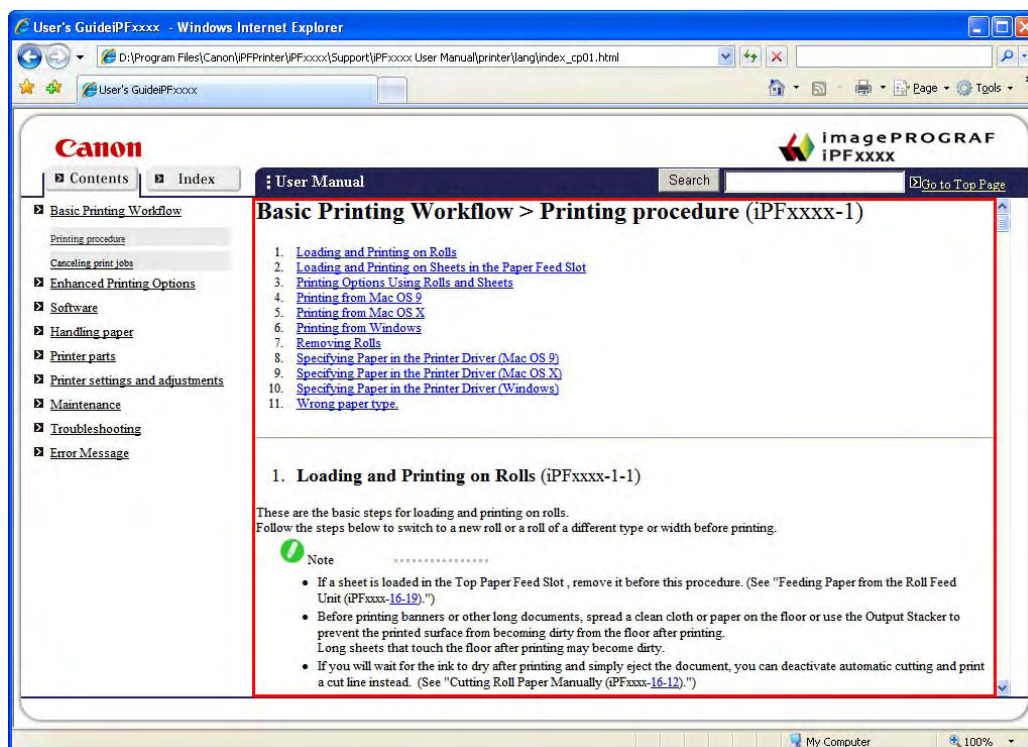 User's GuideiPFxxxx - Windows Internet Explorer
D:\Program Files\Canon\iPFPrinter\iPFxxxx\Support\iPFxxxx User Manual\printer\lang\index_cp01.html
User's GuideiPFxxxx
Page
Tools
Canon
imagePROGRAF
iPFxxxx
Contents
Index
User Manual
Search
Go to Top Page
Basic Printing Workflow
Printing procedure
Canceling print jobs
Enhanced Printing Options
Software
Handling paper
Printer parts
Printer settings and adjustments
Maintenance
Troubleshooting
Error Message
Basic Printing Workflow > Printing procedure (iPFxxxx-1)
1. Loading and Printing on Rolls
2. Loading and Printing on Sheets in the Paper Feed Slot
3. Printing Options Using Rolls and Sheets
4. Printing from Mac OS 9
5. Printing from Mac OS X
6. Printing from Windows
7. Removing Rolls
8. Specifying Paper in the Printer Driver (Mac OS 9)
9. Specifying Paper in the Printer Driver (Mac OS X)
10. Specifying Paper in the Printer Driver (Windows)
11. Wrong paper type.
1. Loading and Printing on Rolls (iPFxxxx-1-1)
These are the basic steps for loading and printing on rolls.
Follow the steps below to switch to a new roll or a roll of a different type or width before printing.
Note
• If a sheet is loaded in the Top Paper Feed Slot , remove it before this procedure. (See "Feeding Paper from the Roll Feed
Unit (iPFxxxx-16-19).")
• Before printing banners or other long documents, spread a clean cloth or paper on the floor or use the Output Stacker to
prevent the printed surface from becoming dirty from the floor after printing.
Long sheets that touch the floor after printing may become dirty.
• If you will wait for the ink to dry after printing and simply eject the document, you can deactivate automatic cutting and print
a cut line instead. (See "Cutting Roll Paper Manually (iPFxxxx-16-12).")
My Computer
100%